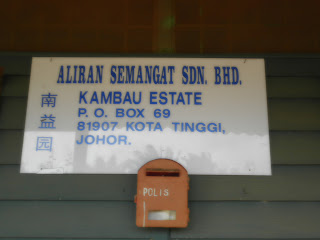 ALIRAN SEMANGAT SDN. BHD.
南益园
KAMBAU ESTATE
P. O. BOX 69
81907 KOTA TINGGI,
JOHOR.
POLIS